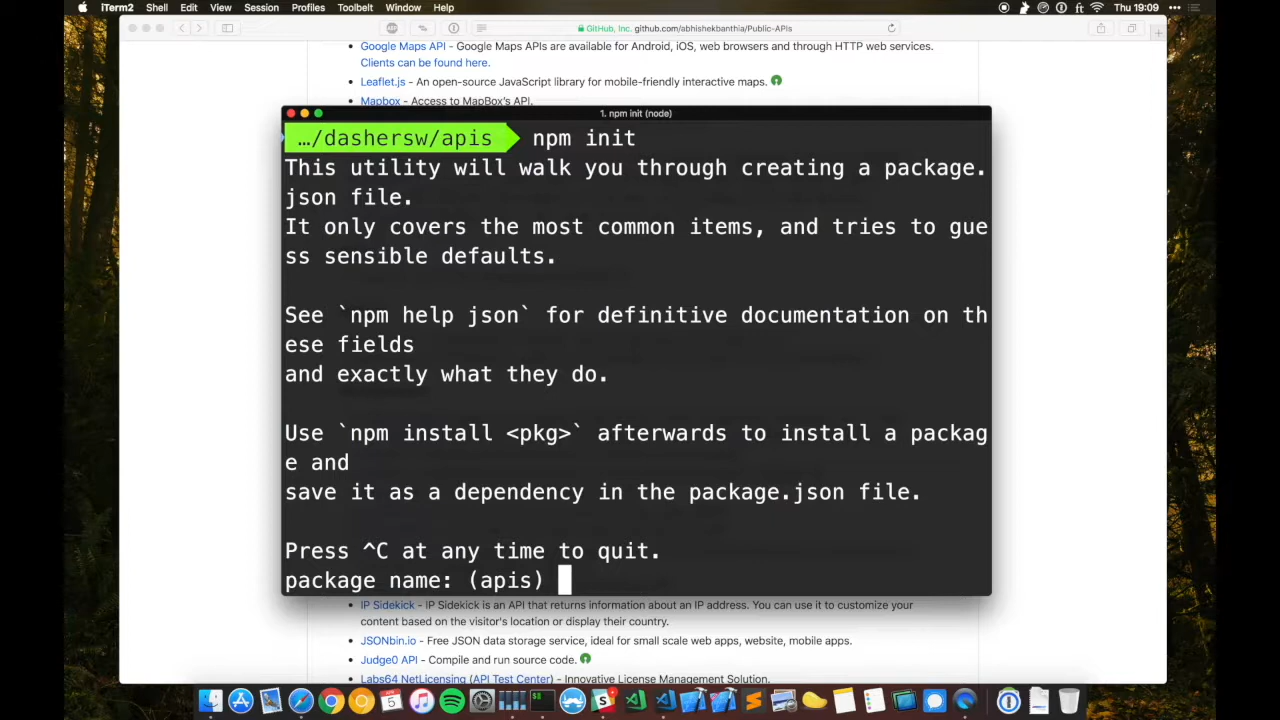 iTerm2 Shell Edit View Session Profiles Toolbelt Window Help
Thu 19:09
GitHub, Inc. github.com/abhishekbanthia/Public-APIs
Google Maps API - Google Maps APIs are available for Android, iOS, web browsers and through HTTP web services.
Clients can be found here.
Leaflet.js - An open-source JavaScript library for mobile-friendly interactive maps.
Mapbox - Access to MapBox's API.
1. npm init (node)
…/dashersw/apis npm init
This utility will walk you through creating a package.
json file.
It only covers the most common items, and tries to gue
ss sensible defaults.
See `npm help json` for definitive documentation on th
ese fields
and exactly what they do.
Use `npm install <pkg>` afterwards to install a packag
e and
save it as a dependency in the package.json file.
Press ^C at any time to quit.
package name: (apis)
IP Sidekick - IP Sidekick is an API that returns information about an IP address. You can use it to customize your
content based on the visitor's location or display their country.
JSONbin.io - Free JSON data storage service, ideal for small scale web apps, website, mobile apps.
Judge0 API - Compile and run source code.
Labs64 NetLicensing (API Test Center) - Innovative License Management Solution.